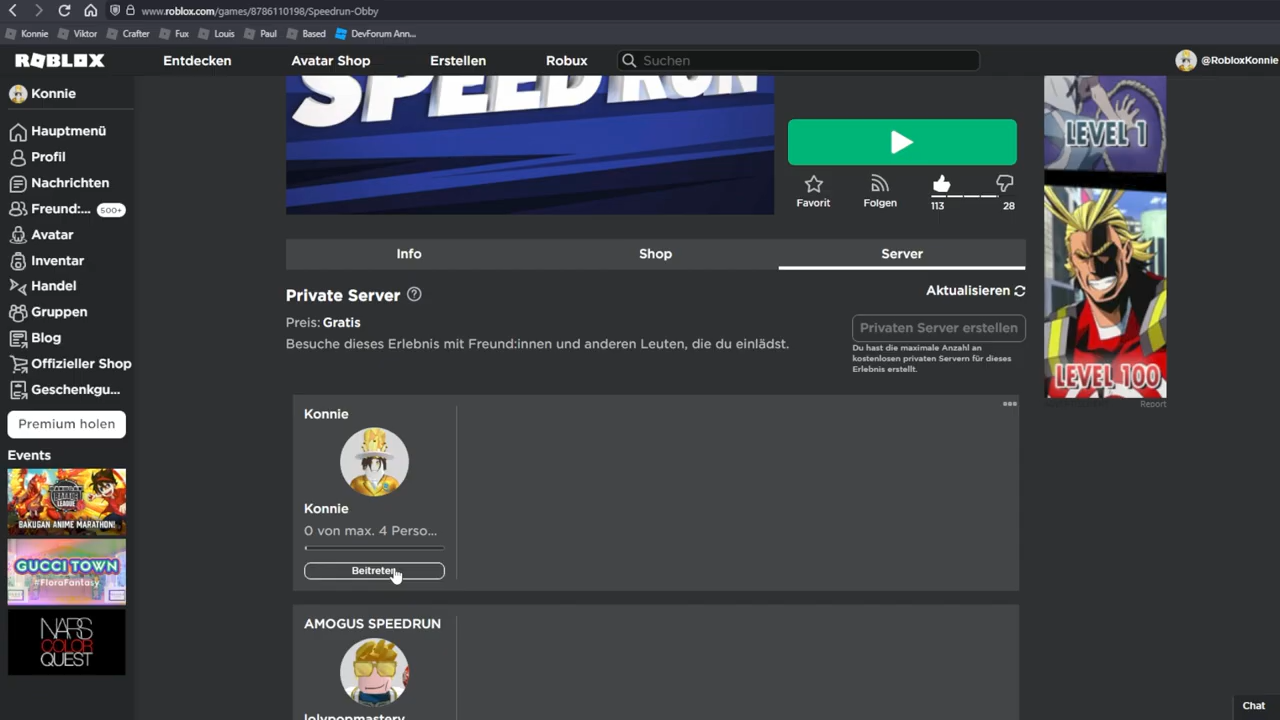 www.roblox.com/games/8786110198/Speedrun-Obby
Konnie
Viktor
Crafter
Fux
Louis
Paul
Based
DevForum Ann...
ROBLOX
Entdecken
Avatar Shop
Erstellen
Robux
Suchen
@RobloxKonnie
Konnie
Hauptmenü
Profil
Nachrichten
Freund:... 500+
Avatar
Inventar
Handel
Gruppen
Blog
Offizieller Shop
Geschenkgu...
Premium holen
Events
BAKUGAN ANIME MARATHON!
GUCCI TOWN
#FloraFantasy
NARS
COLOR
QUEST
SPEED RUN
Favorit
Folgen
113
28
Info
Shop
Server
Private Server
Aktualisieren
Preis: Gratis
Besuche dieses Erlebnis mit Freund:innen und anderen Leuten, die du einlädst.
Privaten Server erstellen
Du hast die maximale Anzahl an
kostenlosen privaten Servern für dieses
Erlebnis erstellt.
Konnie
Konnie
0 von max. 4 Perso...
Beitreten
AMOGUS SPEEDRUN
lolypopmastery
LEVEL 1
LEVEL 100
Report
Chat